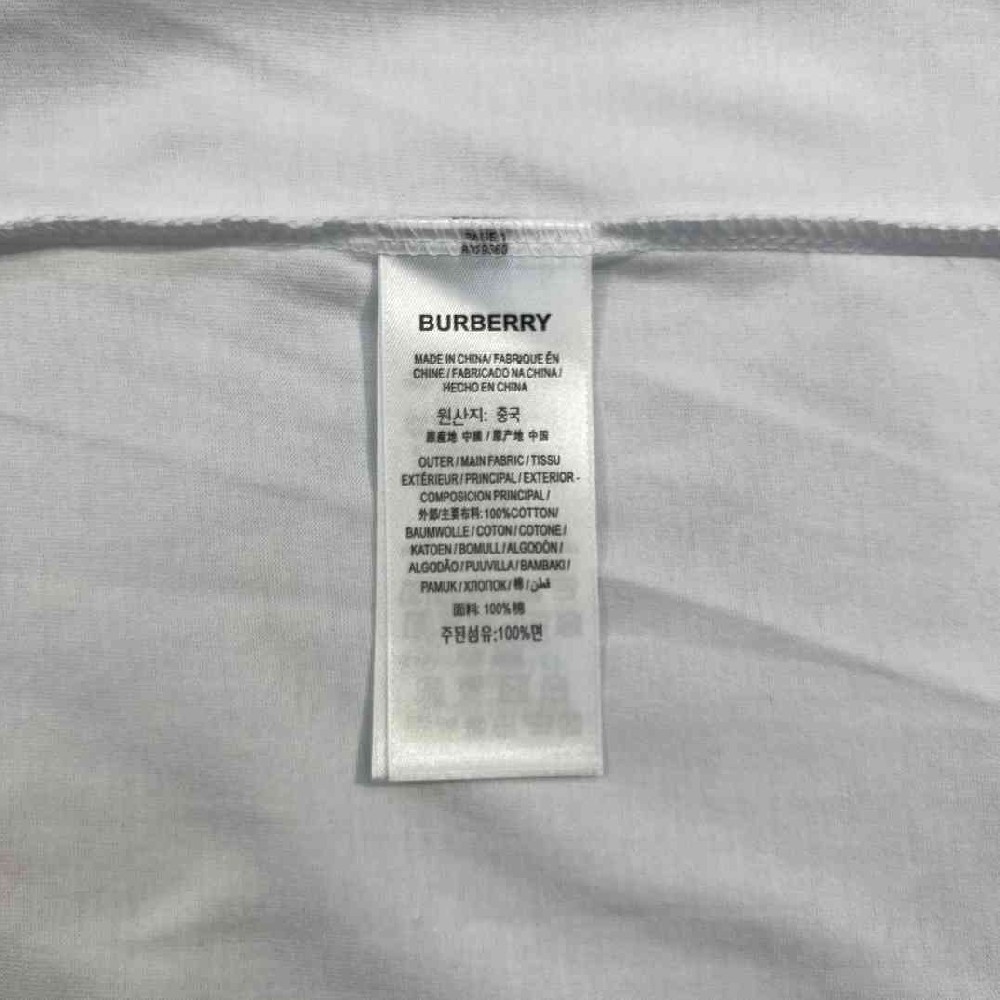 BURBERRY
MADE IN CHINA/ FABRIQUE ÊN
CHINE / FABRICADO NA CHINA /
HECHO EN CHINA
원산지: 중국
原産地 中國 / 原产地 中国
OUTER / MAIN FABRIC / TISSU
EXTÉRIEUR / PRINCIPAL / EXTERIOR -
COMPOSICION PRINCIPAL /
外部/主要布料:100%COTTON/
BAUMWOLLE / COTON / COTONE /
KATOEN / BOMULL / ALGODÓN /
ALGODÃO / PUUVILLA / BAMBAKI /
PAMUK / ХЛОПОК / 棉 / قطن
面料: 100%棉
주된섬유:100%면